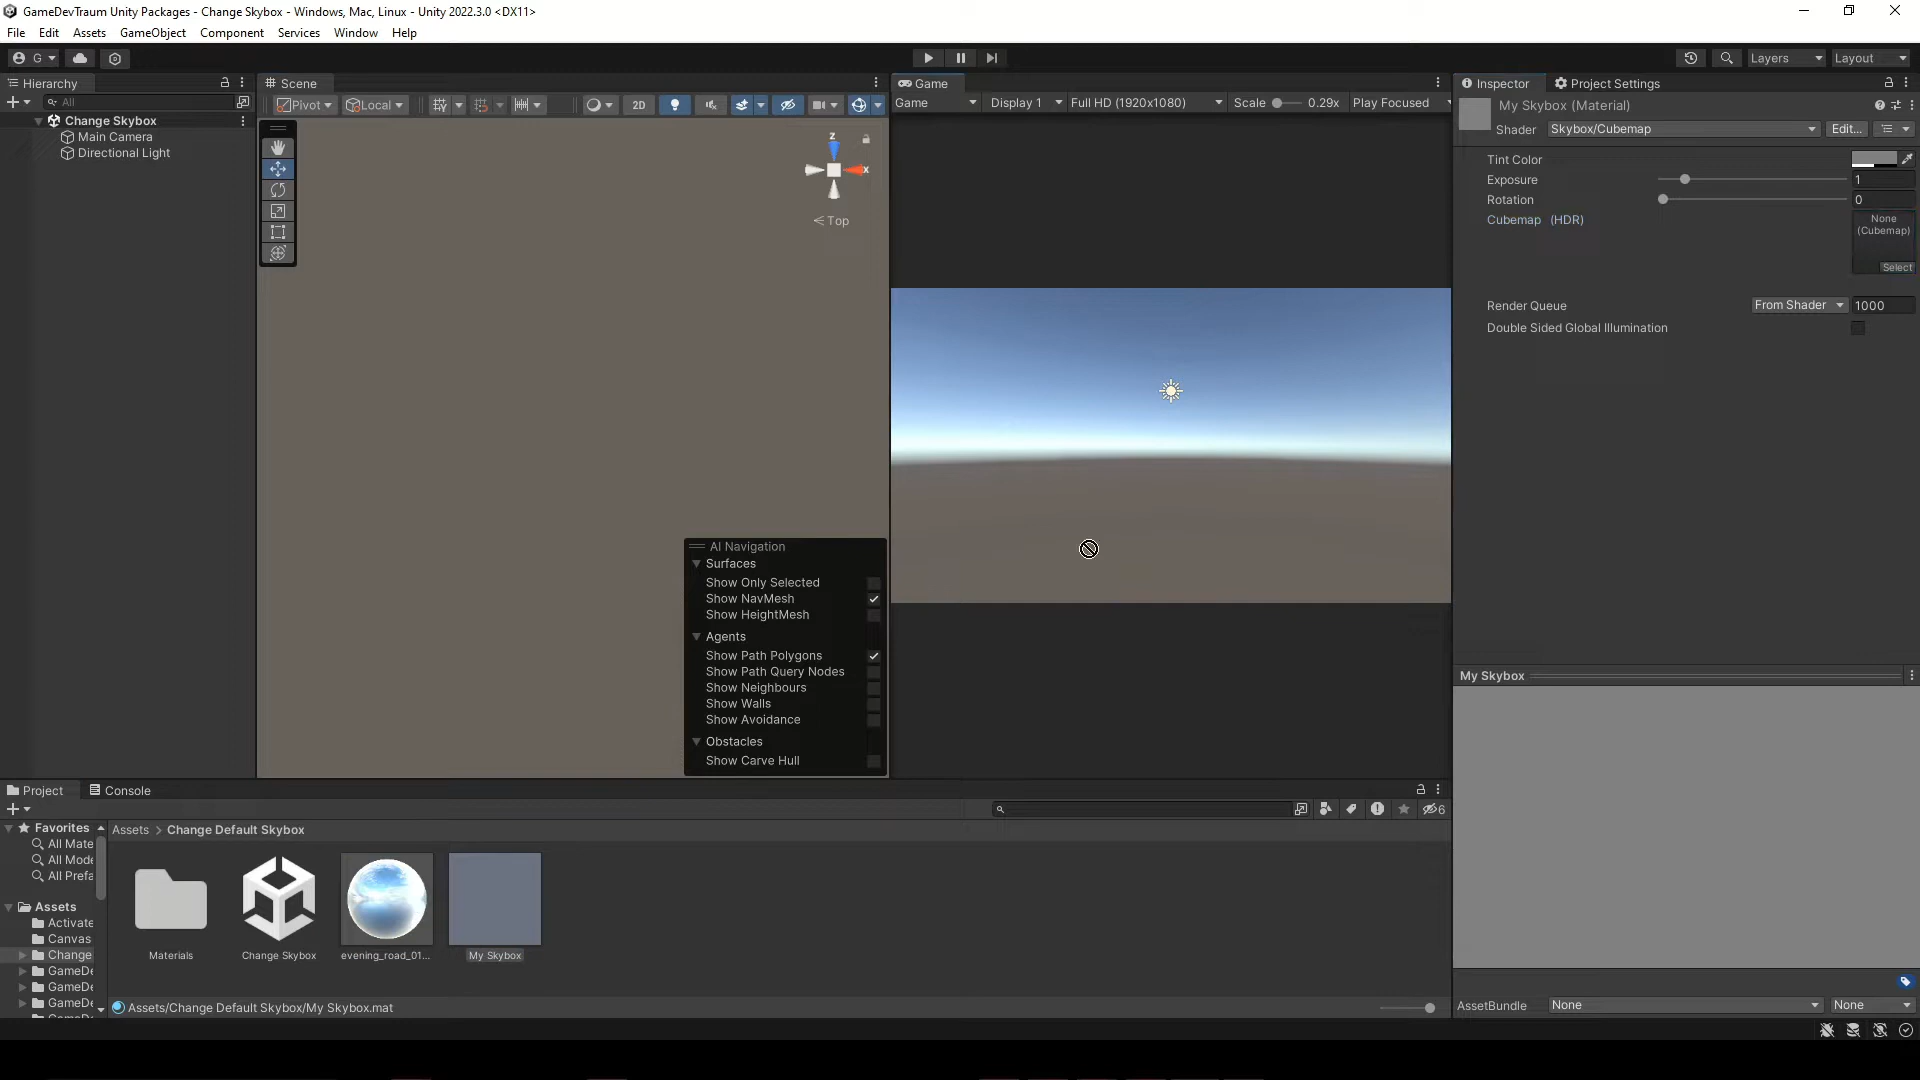 GameDevTraum Unity Packages - Change Skybox - Windows, Mac, Linux - Unity 2022.3.0 <DX11>
File Edit Assets GameObject Component Services Window Help
G
Layers Layout
Hierarchy
All
Change Skybox
Main Camera
Directional Light
Scene
Pivot Local 2D
z
x
< Top
AI Navigation
Surfaces
Show Only Selected
Show NavMesh
Show HeightMesh
Agents
Show Path Polygons
Show Path Query Nodes
Show Neighbours
Show Walls
Show Avoidance
Obstacles
Show Carve Hull
Game
Game Display 1 Full HD (1920x1080) Scale 0.29x Play Focused
Inspector Project Settings
My Skybox (Material)
Shader Skybox/Cubemap Edit...
Tint Color
Exposure 1
Rotation 0
Cubemap (HDR)
None
(Cubemap)
Select
Render Queue From Shader 1000
Double Sided Global Illumination
My Skybox
AssetBundle None None
Project Console
6
Favorites
All Mate
All Mode
All Prefa
Assets
Activate
Canvas
Change
GameDe
GameDe
GameDe
Assets > Change Default Skybox
Materials
Change Skybox
evening_road_01...
My Skybox
Assets/Change Default Skybox/My Skybox.mat